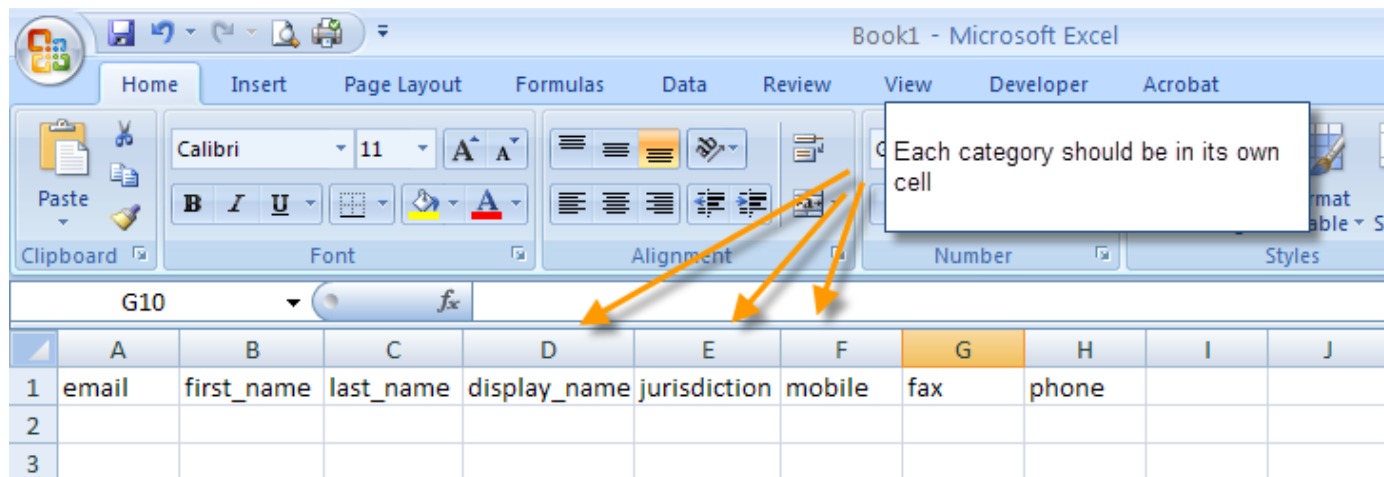 Book1 - Microsoft Excel
Home Insert Page Layout Formulas Data Review View Developer Acrobat
Each category should be in its own
cell
Calibri 11 A A
Paste
B I U A
Clipboard Font Alignment Number Styles
G10 fx
A B C D E F G H I J
1 email first_name last_name display_name jurisdiction mobile fax phone
2
3